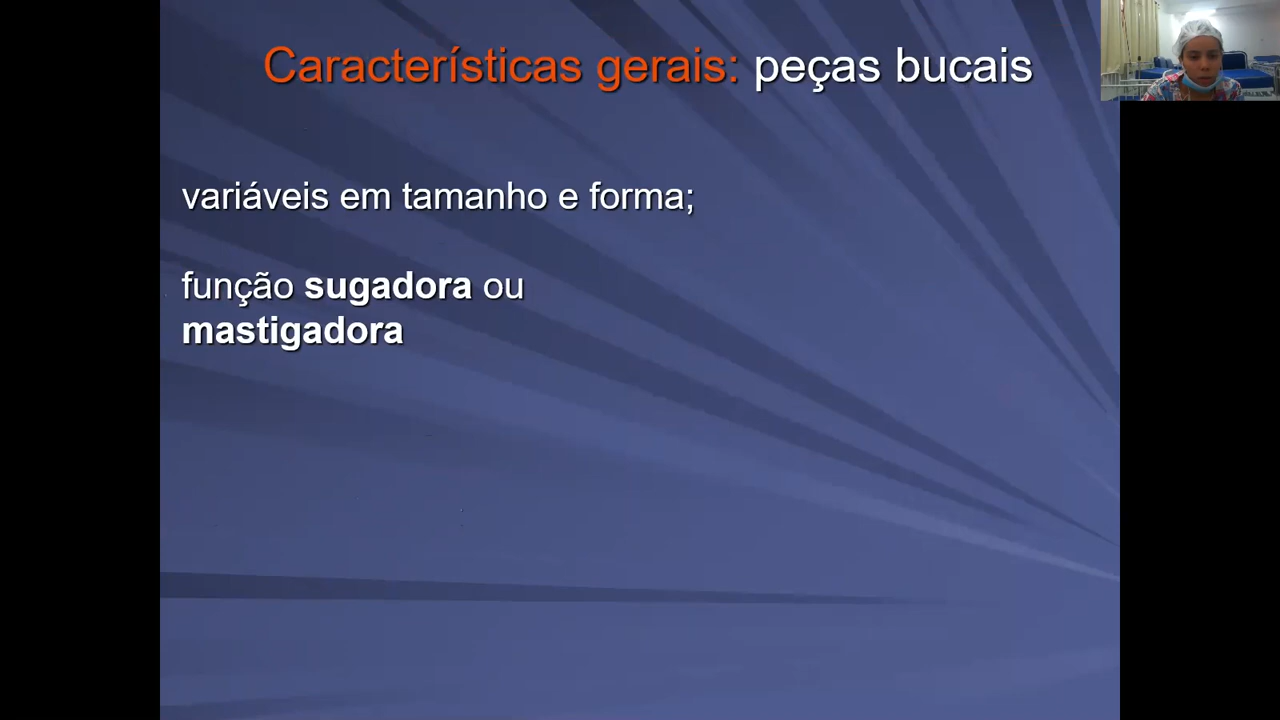 Características gerais: peças bucais
variáveis em tamanho e forma;
função sugadora ou
mastigadora